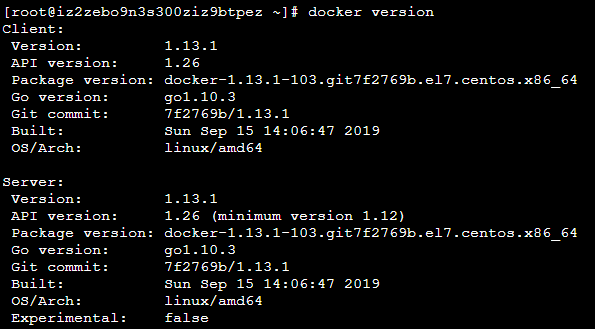 [root@iz2zebo9n3s300ziz9btpez ~]# docker version
Client:
 Version:         1.13.1
 API version:     1.26
 Package version: docker-1.13.1-103.git7f2769b.el7.centos.x86_64
 Go version:      go1.10.3
 Git commit:      7f2769b/1.13.1
 Built:           Sun Sep 15 14:06:47 2019
 OS/Arch:         linux/amd64

Server:
 Version:         1.13.1
 API version:     1.26 (minimum version 1.12)
 Package version: docker-1.13.1-103.git7f2769b.el7.centos.x86_64
 Go version:      go1.10.3
 Git commit:      7f2769b/1.13.1
 Built:           Sun Sep 15 14:06:47 2019
 OS/Arch:         linux/amd64
 Experimental:    false